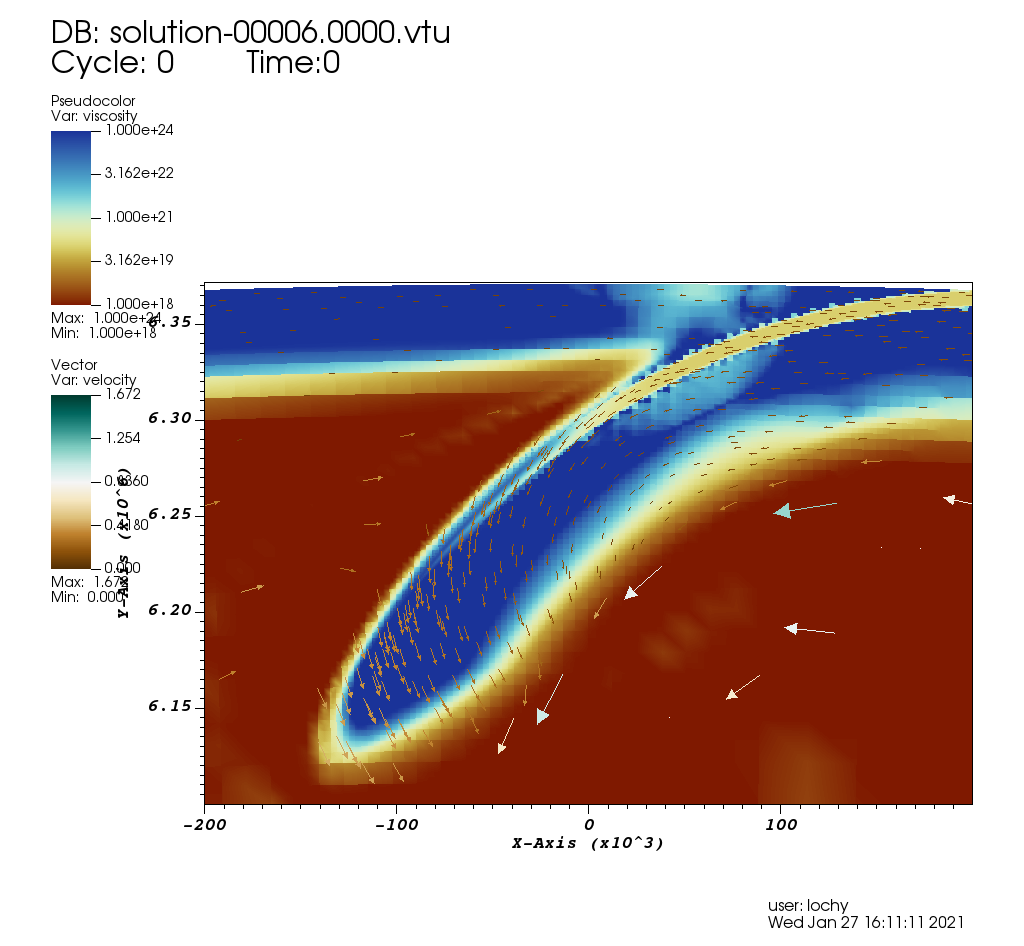 DB: solution-00006.0000.vtu
Cycle: 0 Time:0
Pseudocolor
Var: viscosity
1.000e+24
3.162e+22
1.000e+21
3.162e+19
1.000e+18
Max: 1.000e+24
Min: 1.000e+18
Vector
Var: velocity
1.672
1.254
0.8360
0.4180
0.000
Max: 1.672
Min: 0.000
Y-Axis (x10^6)
6.35
6.30
6.25
6.20
6.15
-200
-100
0
100
X-Axis (x10^3)
user: lochy
Wed Jan 27 16:11:11 2021